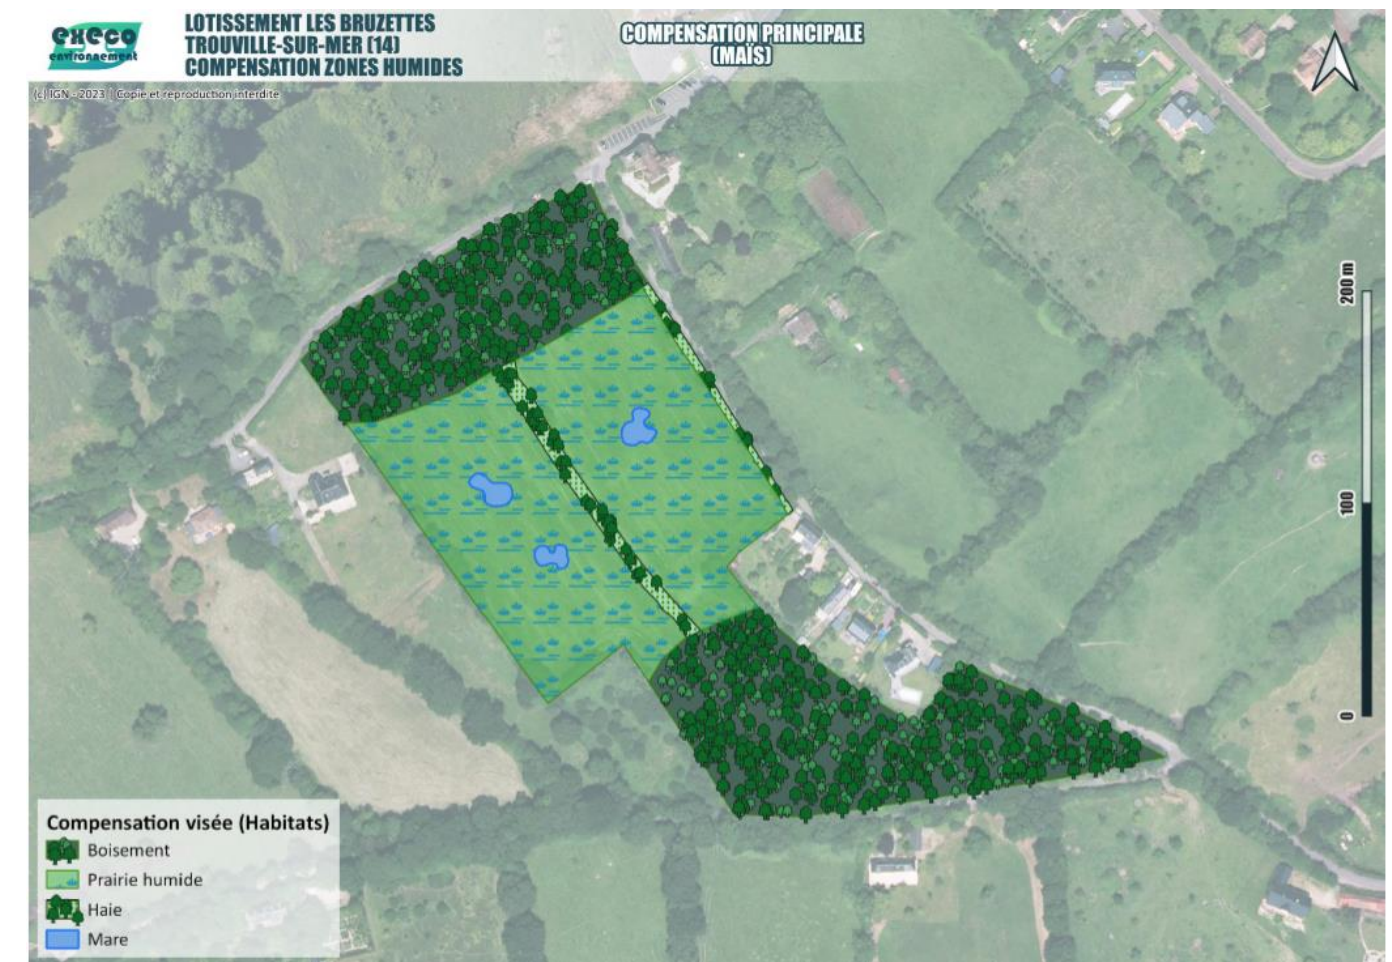 execo
environnement
LOTISSEMENT LES BRUZETTES
TROUVILLE-SUR-MER (14)
COMPENSATION ZONES HUMIDES
COMPENSATION PRINCIPALE
(MAÏS)
(c) IGN - 2023 | Copie et reproduction interdite
200 m
100
0
Compensation visée (Habitats)
Boisement
Prairie humide
Haie
Mare